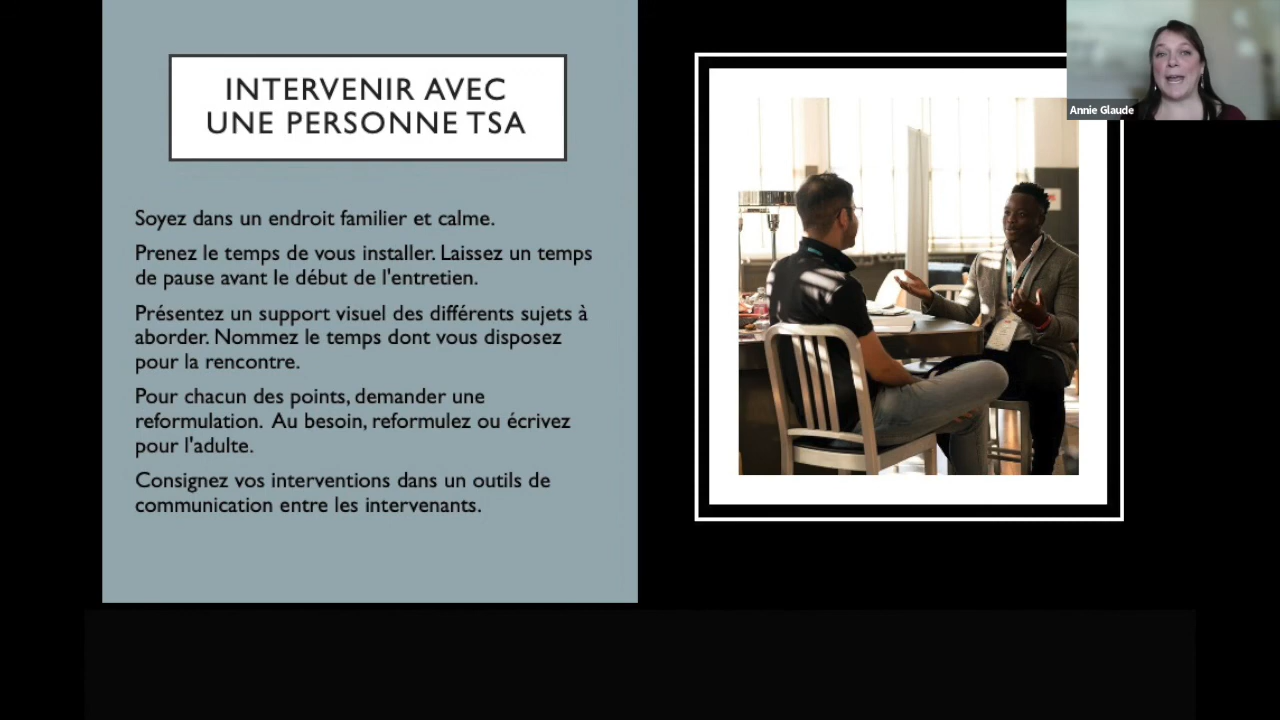 INTERVENIR AVEC
UNE PERSONNE TSA
Soyez dans un endroit familier et calme.
Prenez le temps de vous installer. Laissez un temps
de pause avant le début de l'entretien.
Présentez un support visuel des différents sujets à
aborder. Nommez le temps dont vous disposez
pour la rencontre.
Pour chacun des points, demander une
reformulation. Au besoin, reformulez ou écrivez
pour l'adulte.
Consignez vos interventions dans un outils de
communication entre les intervenants.
Annie Glaude